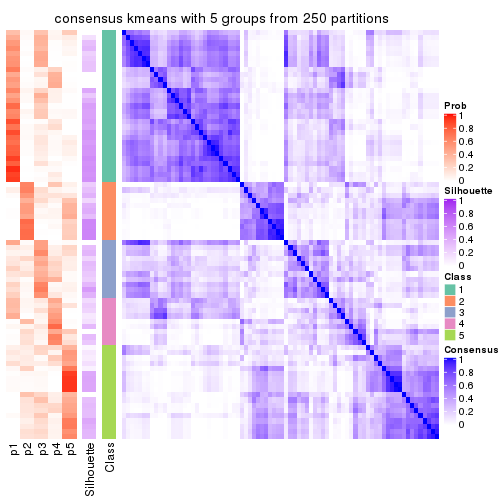 consensus kmeans with 5 groups from 250 partitions
Prob
1
0.8
0.6
0.4
0.2
0
Silhouette
1
0.8
0.6
0.4
0.2
0
Class
1
2
3
4
5
Consensus
1
0.8
0.6
0.4
0.2
0
p1
p2
p3
p4
p5
Silhouette
Class